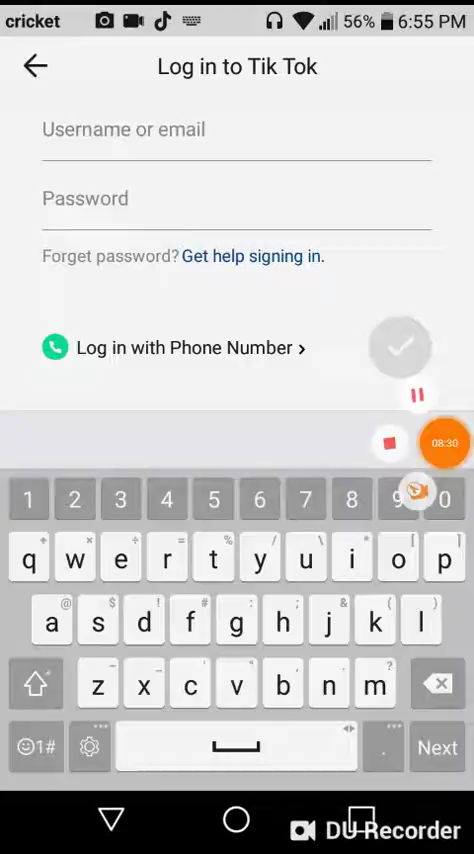 cricket 56% 6:55 PM
Log in to Tik Tok
Username or email
Password
Forget password? Get help signing in.
Log in with Phone Number >
08:30
1 2 3 4 5 6 7 8 9 0
q w e r t y u i o p
a s d f g h j k l
z x c v b n m
1# . Next
DU Recorder